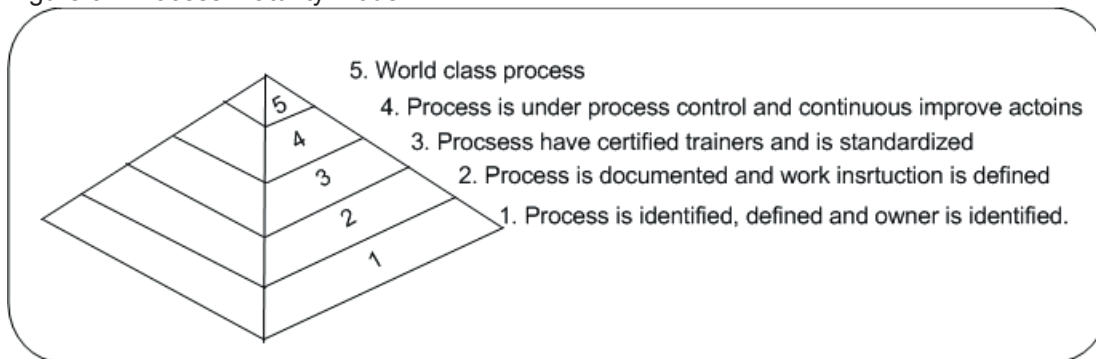 5. World class process
5
4. Process is under process control and continuous improve actoins
4
3. Procsess have certified trainers and is standardized
3
2. Process is documented and work insrtuction is defined
2
1. Process is identified, defined and owner is identified.
1